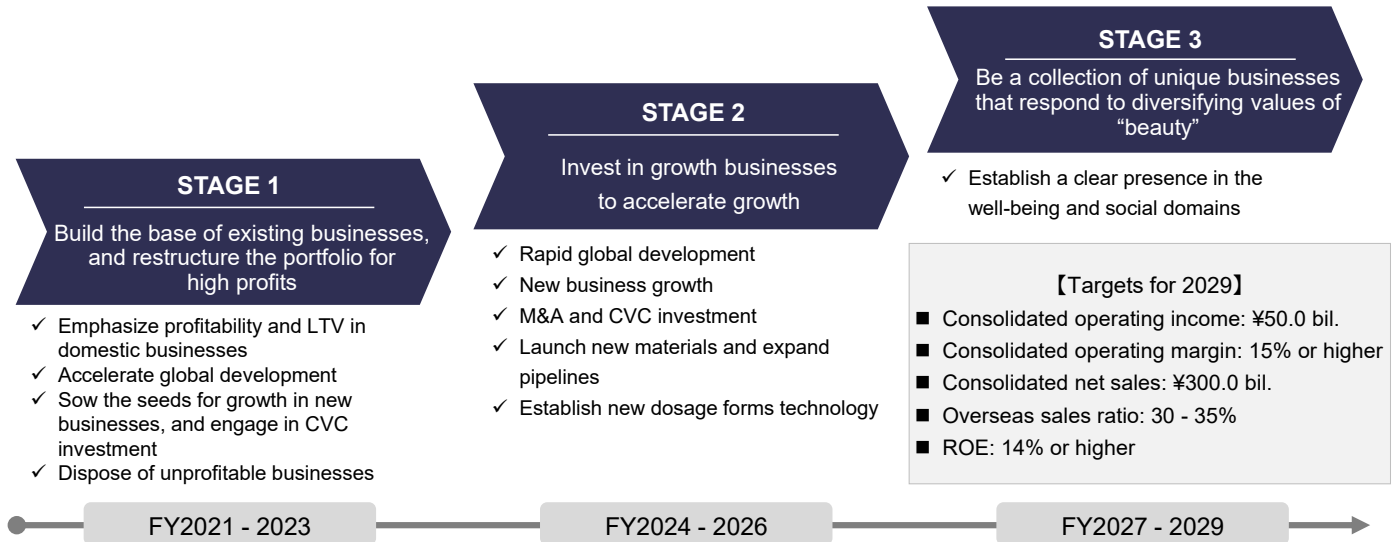 STAGE 1
Build the base of existing businesses,
and restructure the portfolio for
high profits
✓ Emphasize profitability and LTV in
domestic businesses
✓ Accelerate global development
✓ Sow the seeds for growth in new
businesses, and engage in CVC
investment
✓ Dispose of unprofitable businesses
FY2021 - 2023
STAGE 2
Invest in growth businesses
to accelerate growth
✓ Rapid global development
✓ New business growth
✓ M&A and CVC investment
✓ Launch new materials and expand
pipelines
✓ Establish new dosage forms technology
FY2024 - 2026
STAGE 3
Be a collection of unique businesses
that respond to diversifying values of
“beauty”
✓ Establish a clear presence in the
well-being and social domains
【Targets for 2029】
■ Consolidated operating income: ¥50.0 bil.
■ Consolidated operating margin: 15% or higher
■ Consolidated net sales: ¥300.0 bil.
■ Overseas sales ratio: 30 - 35%
■ ROE: 14% or higher
FY2027 - 2029